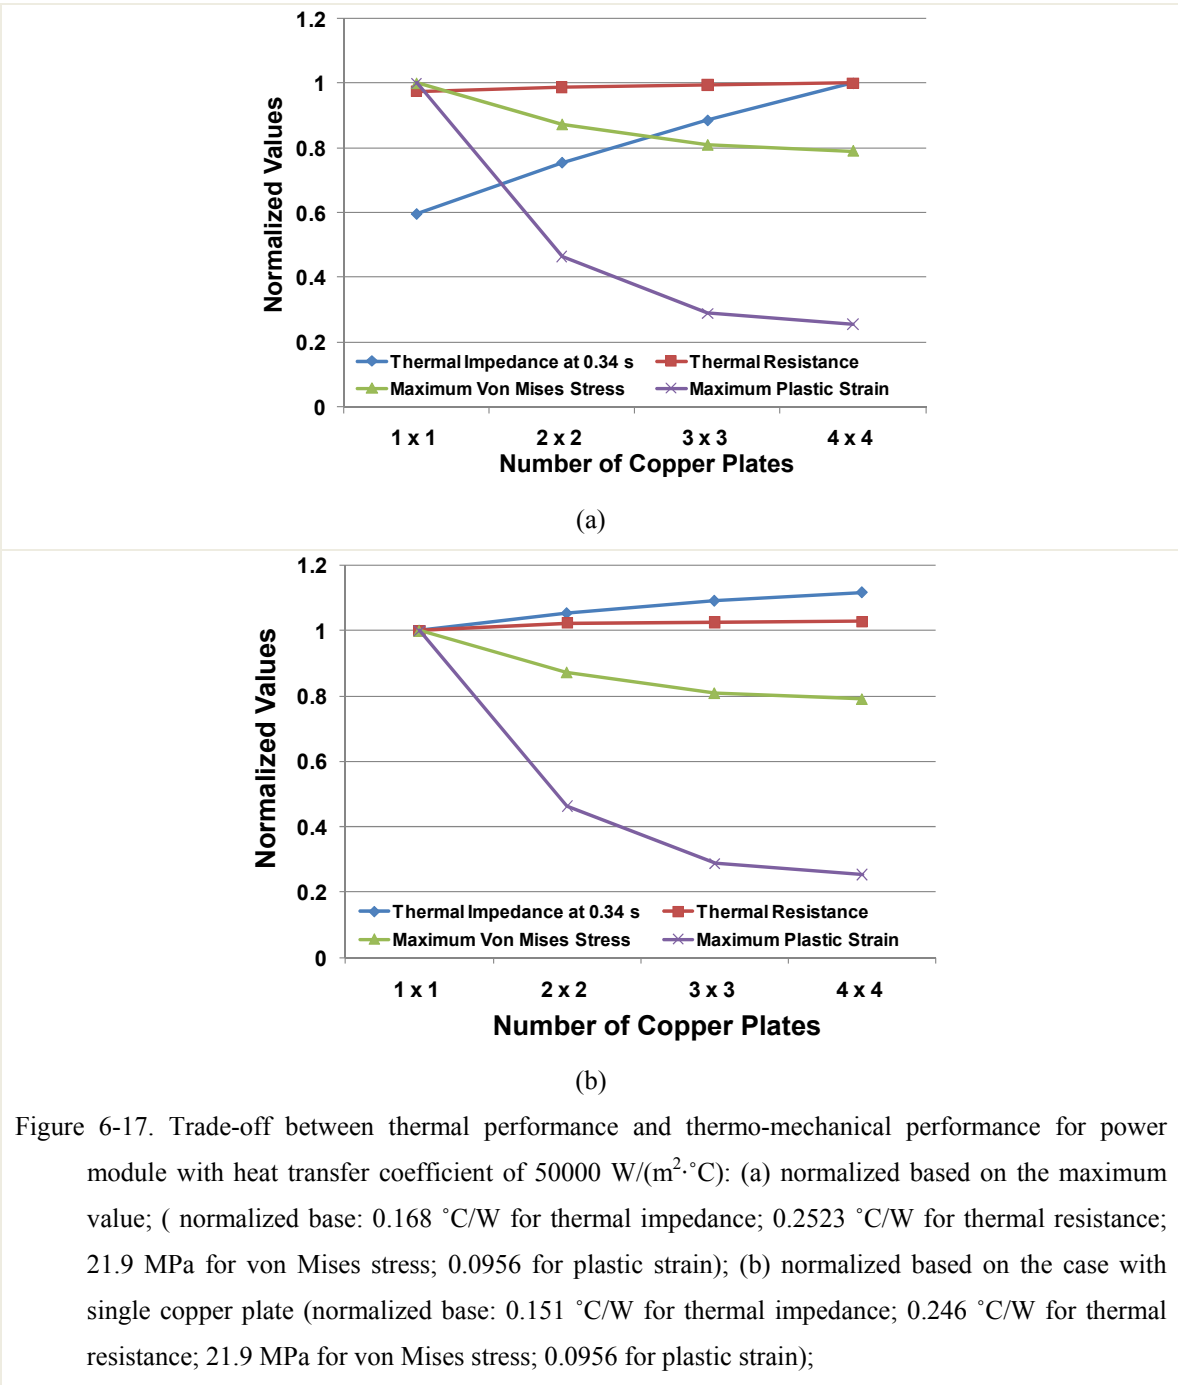 1.2
1
0.8
0.6
0.4
0.2
0
Normalized Values
Thermal Impedance at 0.34 s
Thermal Resistance
Maximum Von Mises Stress
Maximum Plastic Strain
1 x 1
2 x 2
3 x 3
4 x 4
Number of Copper Plates
(a)
1.2
1
0.8
0.6
0.4
0.2
0
Normalized Values
Thermal Impedance at 0.34 s
Thermal Resistance
Maximum Von Mises Stress
Maximum Plastic Strain
1 x 1
2 x 2
3 x 3
4 x 4
Number of Copper Plates
(b)
Figure 6-17. Trade-off between thermal performance and thermo-mechanical performance for power
module with heat transfer coefficient of 50000 W/(m²·˚C): (a) normalized based on the maximum
value; ( normalized base: 0.168 ˚C/W for thermal impedance; 0.2523 ˚C/W for thermal resistance;
21.9 MPa for von Mises stress; 0.0956 for plastic strain); (b) normalized based on the case with
single copper plate (normalized base: 0.151 ˚C/W for thermal impedance; 0.246 ˚C/W for thermal
resistance; 21.9 MPa for von Mises stress; 0.0956 for plastic strain);